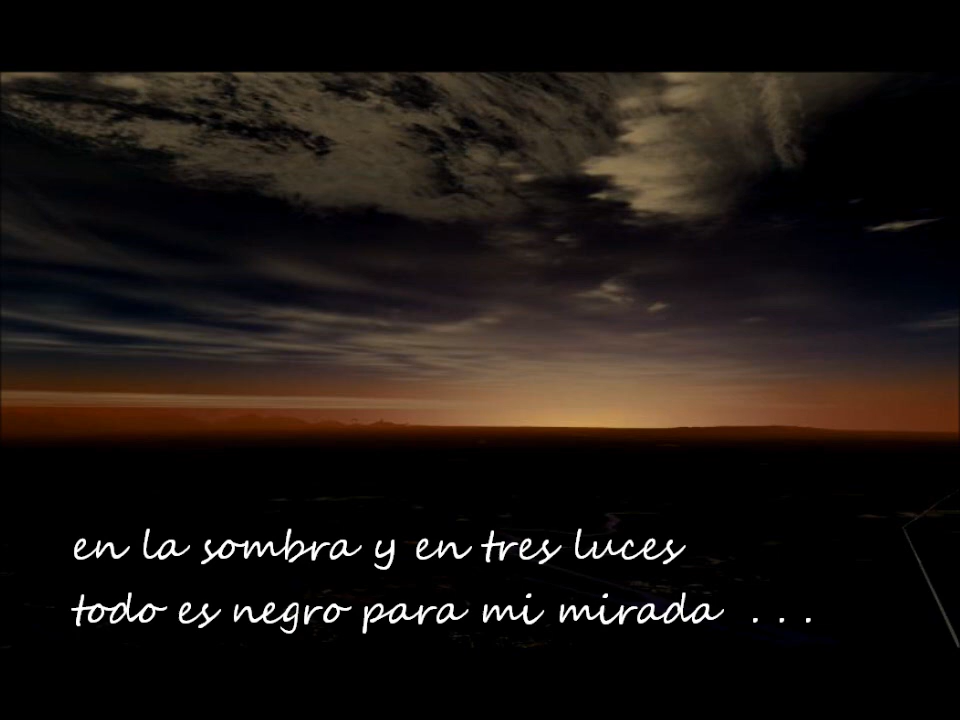 en la sombra y en tres luces
todo es negro para mi mirada . . .